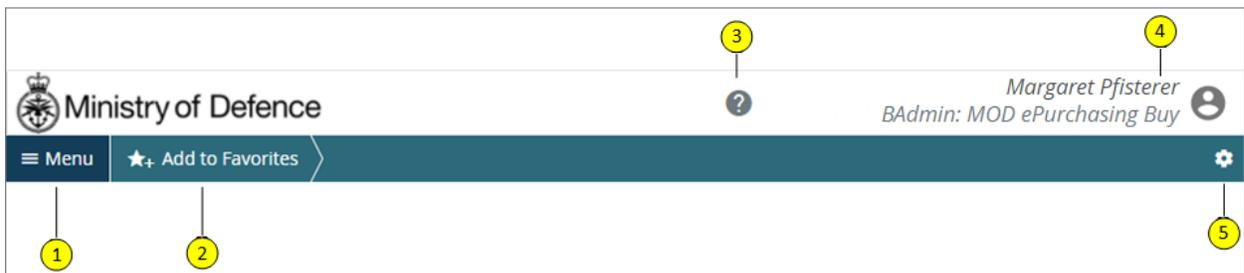 3
4
Ministry of Defence
?
Margaret Pfisterer
BAdmin: MOD ePurchasing Buy
Menu
Add to Favorites
1
2
5